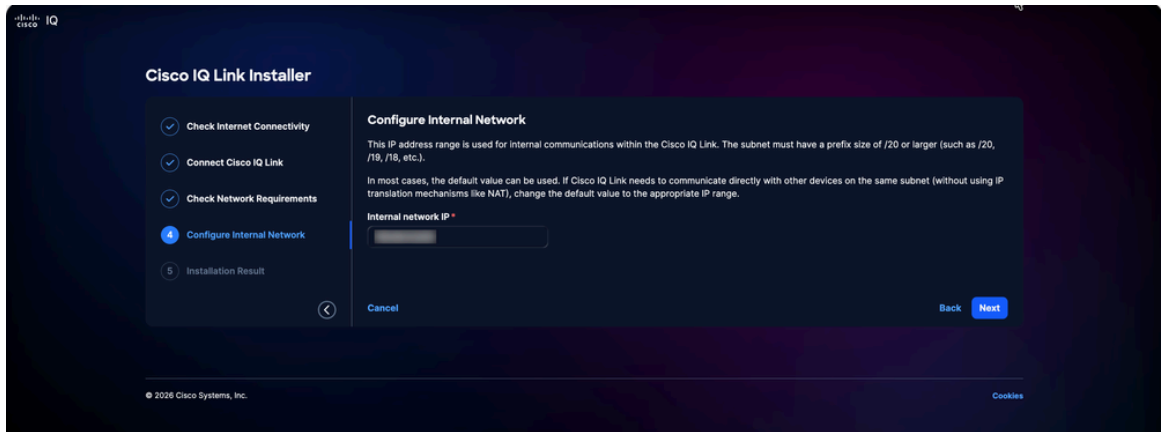 cisco IQ
Cisco IQ Link Installer
Check Internet Connectivity
Connect Cisco IQ Link
Check Network Requirements
4 Configure Internal Network
5 Installation Result
Configure Internal Network
This IP address range is used for internal communications within the Cisco IQ Link. The subnet must have a prefix size of /20 or larger (such as /20,
/19, /18, etc.).
In most cases, the default value can be used. If Cisco IQ Link needs to communicate directly with other devices on the same subnet (without using IP
translation mechanisms like NAT), change the default value to the appropriate IP range.
Internal network IP *
Cancel
Back Next
© 2026 Cisco Systems, Inc.
Cookies